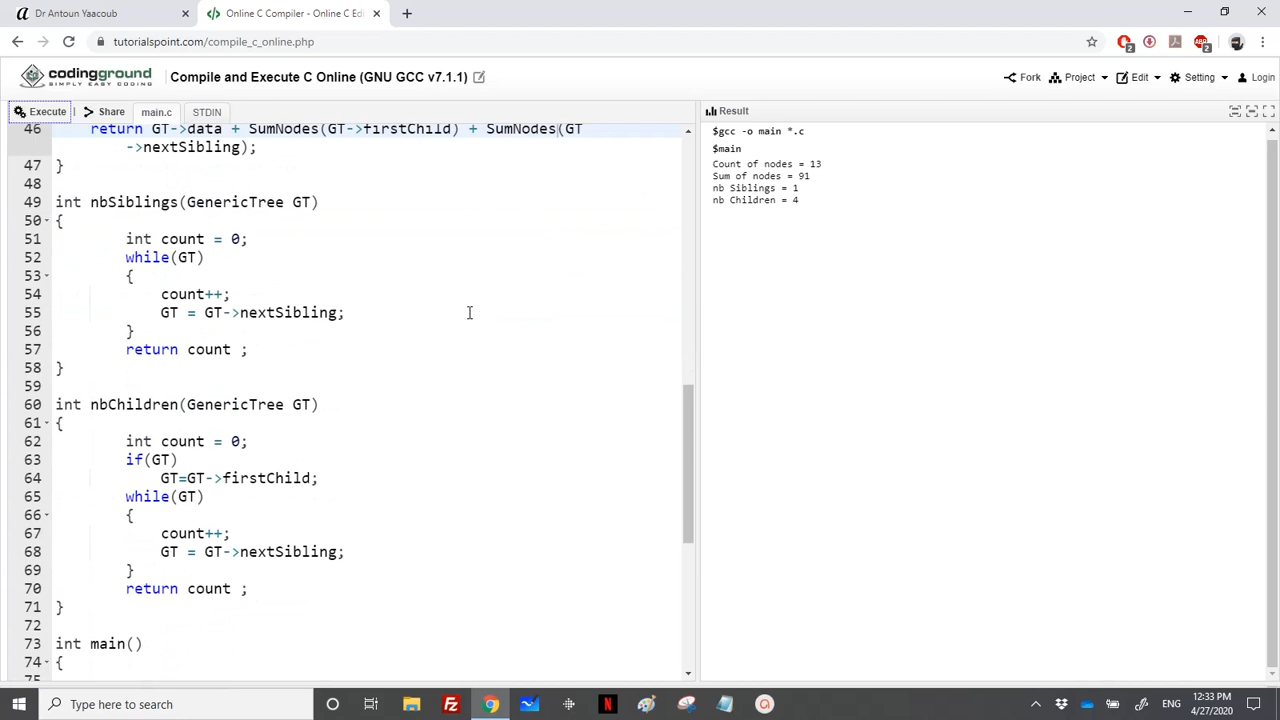 Dr Antoun Yaacoub
Online C Compiler - Online C Edi
tutorialspoint.com/compile_c_online.php
2
2
codingground
SIMPLY EASY CODING
Compile and Execute C Online (GNU GCC v7.1.1)
Fork
Project
Edit
Setting
Login
Execute
Share
main.c
STDIN
Result
46 return GT->data + SumNodes(GT->firstChild) + SumNodes(GT
->nextSibling);
47 }
48
49 int nbSiblings(GenericTree GT)
50 {
51 int count = 0;
52 while(GT)
53 {
54 count++;
55 GT = GT->nextSibling;
56 }
57 return count ;
58 }
59
60 int nbChildren(GenericTree GT)
61 {
62 int count = 0;
63 if(GT)
64 GT=GT->firstChild;
65 while(GT)
66 {
67 count++;
68 GT = GT->nextSibling;
69 }
70 return count ;
71 }
72
73 int main()
74 {
75
$gcc -o main *.c
$main
Count of nodes = 13
Sum of nodes = 91
nb Siblings = 1
nb Children = 4
Type here to search
ENG
12:33 PM
4/27/2020
2